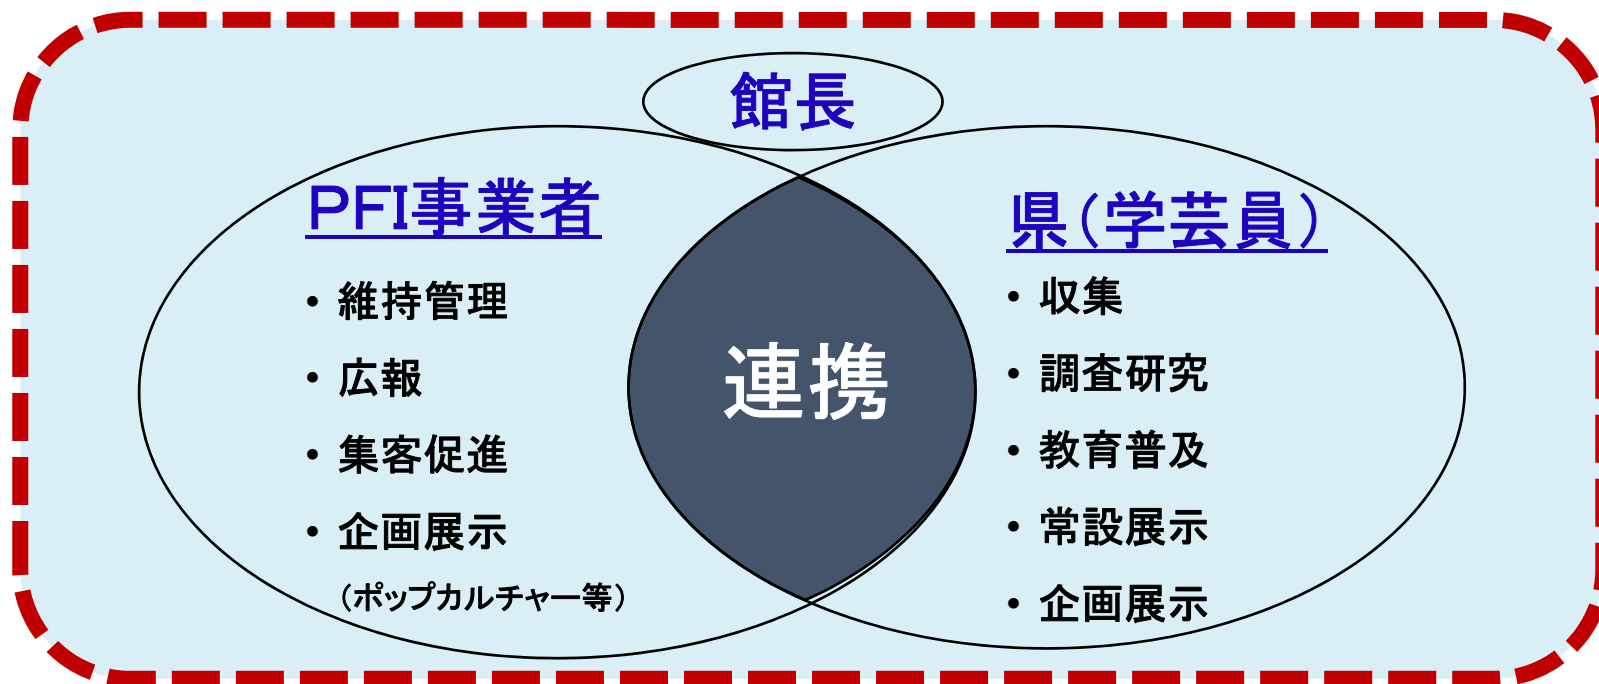 館長
PFI事業者
・維持管理
・広報
・集客促進
・企画展示
（ポップカルチャー等）
連携
県（学芸員）
・収集
・調査研究
・教育普及
・常設展示
・企画展示